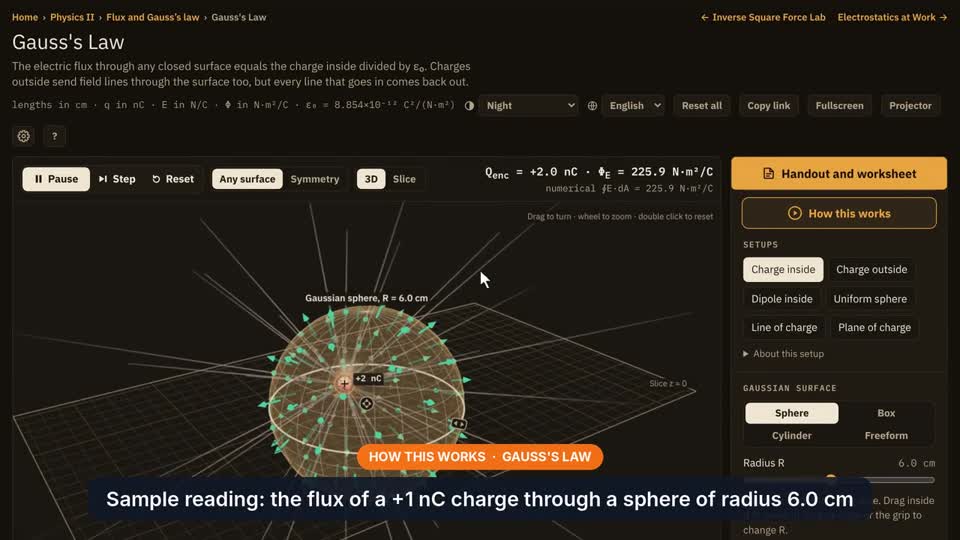 Home › Physics II › Flux and Gauss's law › Gauss's Law
← Inverse Square Force Lab Electrostatics at Work →
Gauss's Law
The electric flux through any closed surface equals the charge inside divided by ε₀. Charges
outside send field lines through the surface too, but every line that goes in comes back out.
lengths in cm · q in nC · E in N/C · Φ in N·m²/C · ε₀ = 8.854×10⁻¹² C²/(N·m²)
Night
English
Reset all
Copy link
Fullscreen
Projector
?
Pause
Step
Reset
Any surface
Symmetry
3D
Slice
Qenc = +2.0 nC · ΦE = 225.9 N·m²/C
numerical ∮E·dA = 225.9 N·m²/C
Drag to turn · wheel to zoom · double click to reset
Gaussian sphere, R = 6.0 cm
+2 nC
Slice z = 0
Handout and worksheet
How this works
SETUPS
Charge inside
Charge outside
Dipole inside
Uniform sphere
Line of charge
Plane of charge
▶ About this setup
GAUSSIAN SURFACE
Sphere
Box
Cylinder
Freeform
Radius R 6.0 cm
Drag inside
the grip to
change R.
HOW THIS WORKS · GAUSS'S LAW
Sample reading: the flux of a +1 nC charge through a sphere of radius 6.0 cm